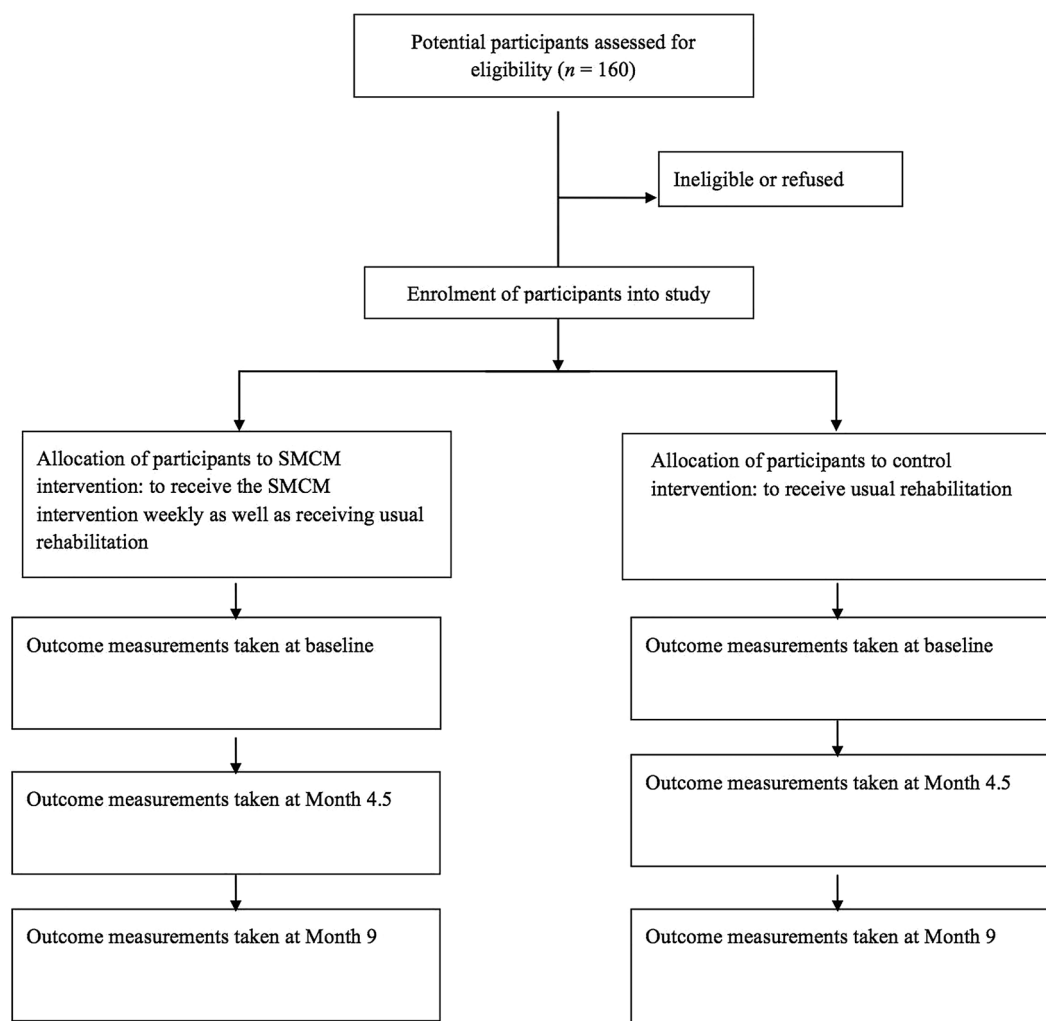 Potential participants assessed for
eligibility (n = 160)
Ineligible or refused
Enrolment of participants into study
Allocation of participants to SMCM
intervention: to receive the SMCM
intervention weekly as well as receiving usual
rehabilitation
Allocation of participants to control
intervention: to receive usual rehabilitation
Outcome measurements taken at baseline
Outcome measurements taken at baseline
Outcome measurements taken at Month 4.5
Outcome measurements taken at Month 4.5
Outcome measurements taken at Month 9
Outcome measurements taken at Month 9